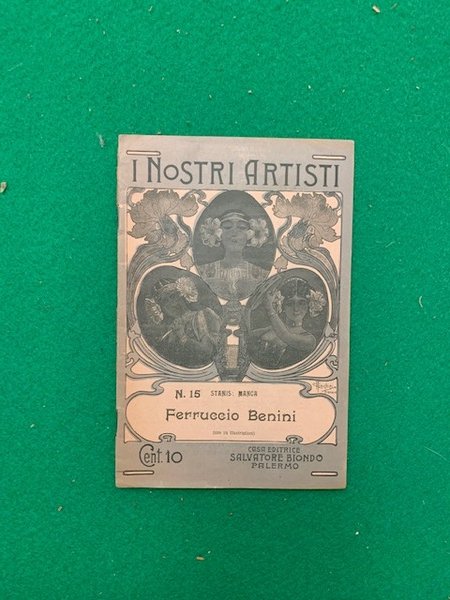 I NOSTRI ARTISTI
N. 15 STANIS: MANCA
Ferruccio Benini
Cent. 10
CASA EDITRICE
SALVATORE BIONDO
PALERMO